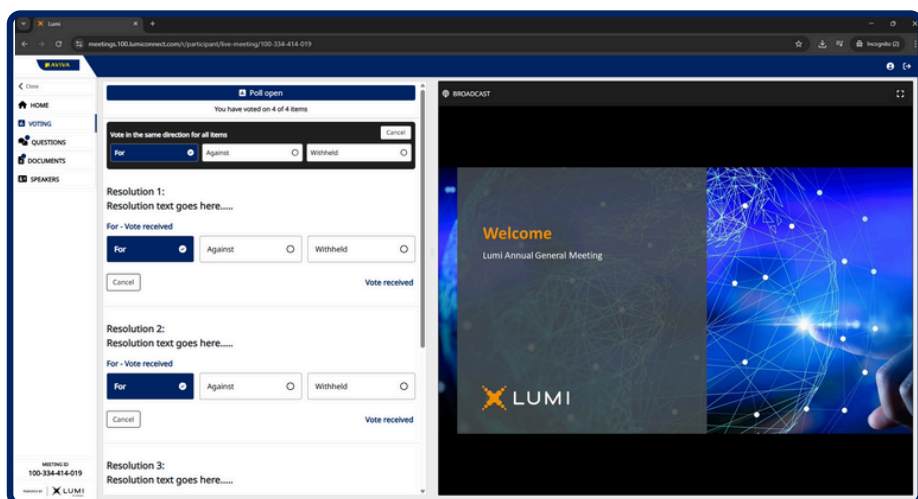 Lumi
meetings.100.lumiconnect.com/r/participant/live-meeting/100-334-414-019
Incognito (2)
AVIVA
Close
HOME
VOTING
QUESTIONS
DOCUMENTS
SPEAKERS
MEETING ID
100-334-414-019
POWERED BY LUMI
Poll open
You have voted on 4 of 4 items
Vote in the same direction for all items
Cancel
For Against Withheld
Resolution 1:
Resolution text goes here.....
For - Vote received
For Against Withheld
Cancel Vote received
Resolution 2:
Resolution text goes here.....
For - Vote received
For Against Withheld
Cancel Vote received
Resolution 3:
Resolution text goes here.....
BROADCAST
Welcome
Lumi Annual General Meeting
LUMI